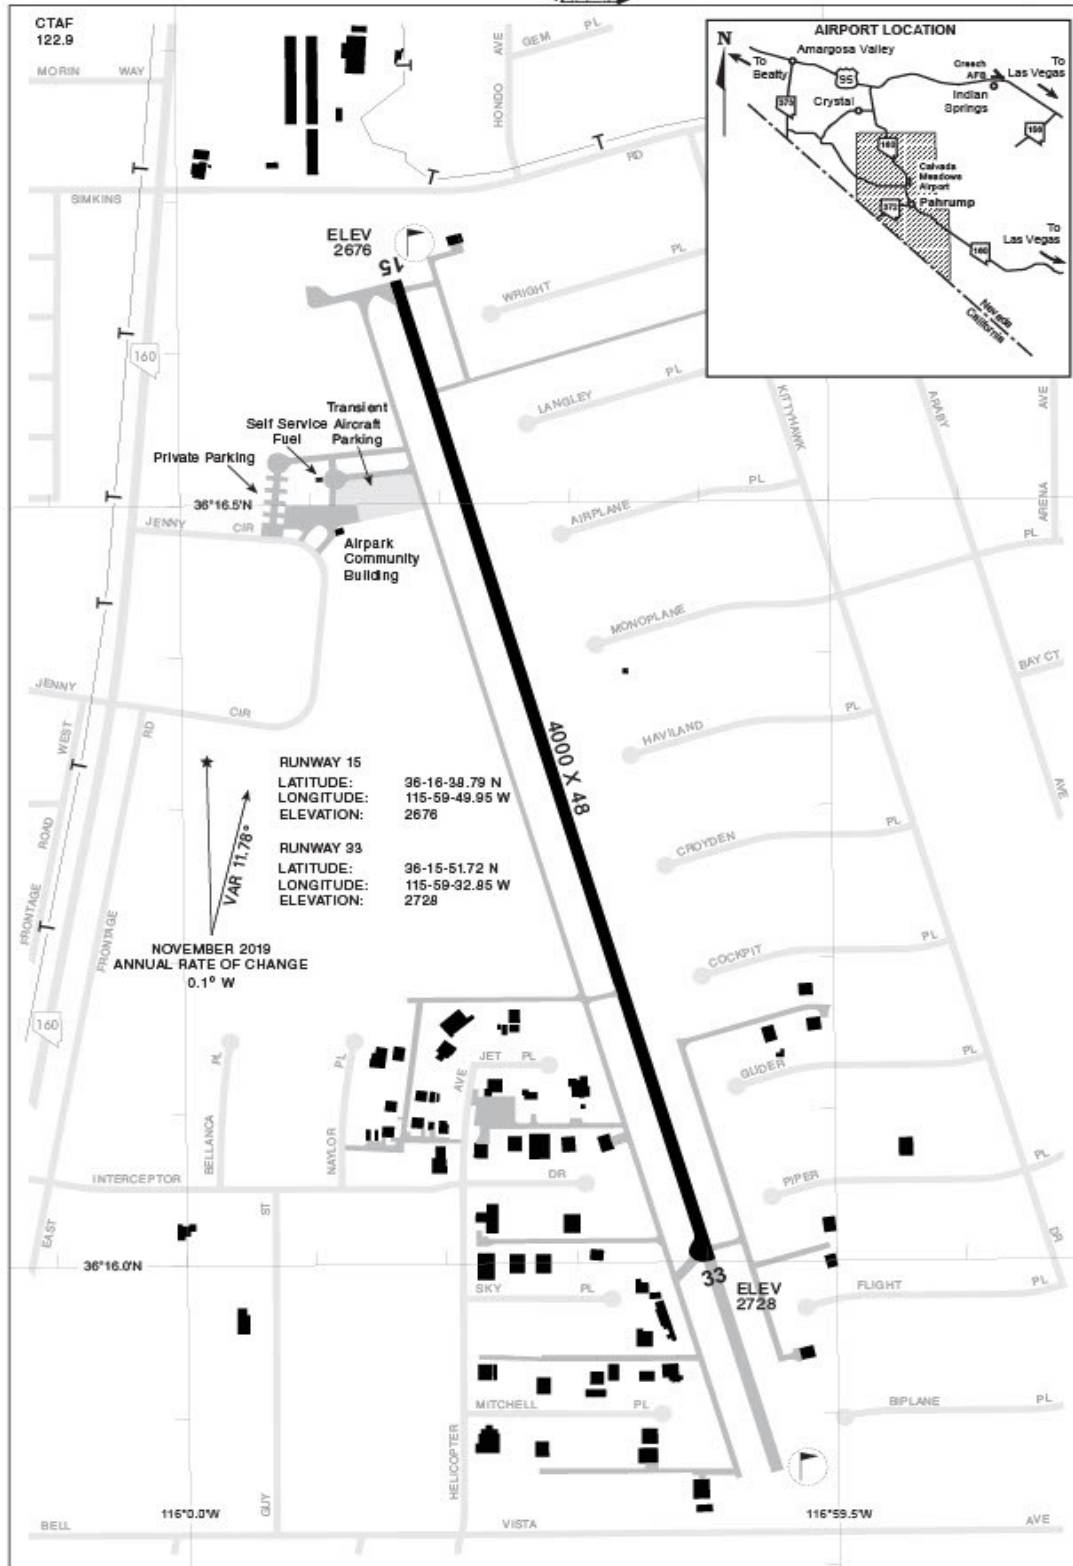 CTAF
122.9
MORIN WAY
HONDO AVE
GEM PL
AIRPORT LOCATION
N
To Beatty
Amargosa Valley
95
Creech AFB
Indian Springs
To Las Vegas
373
Crystal
160
Calvada Meadows Airport
372
Pahrump
To Las Vegas
160
Nevada
California
T
T
T
RD
SIMKINS
ELEV
2676
15
WRIGHT PL
T
160
LANGLEY PL
KITTYHAWK
ARABY
ARENA AVE
Self Service Fuel
Transient Aircraft Parking
Private Parking
T
36°16.5'N
JENNY CIR
AIRPLANE PL
Airpark Community Building
PL
T
MONOPLANE
BAY CT
JENNY CIR
FRONTAGE ROAD WEST
RD
HAVILAND PL
T
4000 X 48
RUNWAY 15
LATITUDE: 36-16-38.79 N
LONGITUDE: 115-59-49.95 W
ELEVATION: 2676
AVE
CROYDEN PL
RUNWAY 33
LATITUDE: 36-15-51.72 N
LONGITUDE: 115-59-32.85 W
ELEVATION: 2728
VAR 11.78°
T
FRONTAGE
NOVEMBER 2019
ANNUAL RATE OF CHANGE
0.1° W
COCKPIT PL
160
BELLANCA PL
NAYLOR PL
JET PL
AVE
GLIDER PL
INTERCEPTOR DR
PIPER PL
EAST
ST
DR
36°16.0'N
33
ELEV
2728
SKY PL
FLIGHT PL
MITCHELL PL
BIPLANE PL
HELICOPTER
GUY
116°0.0'W
116°59.5'W
BELL VISTA AVE